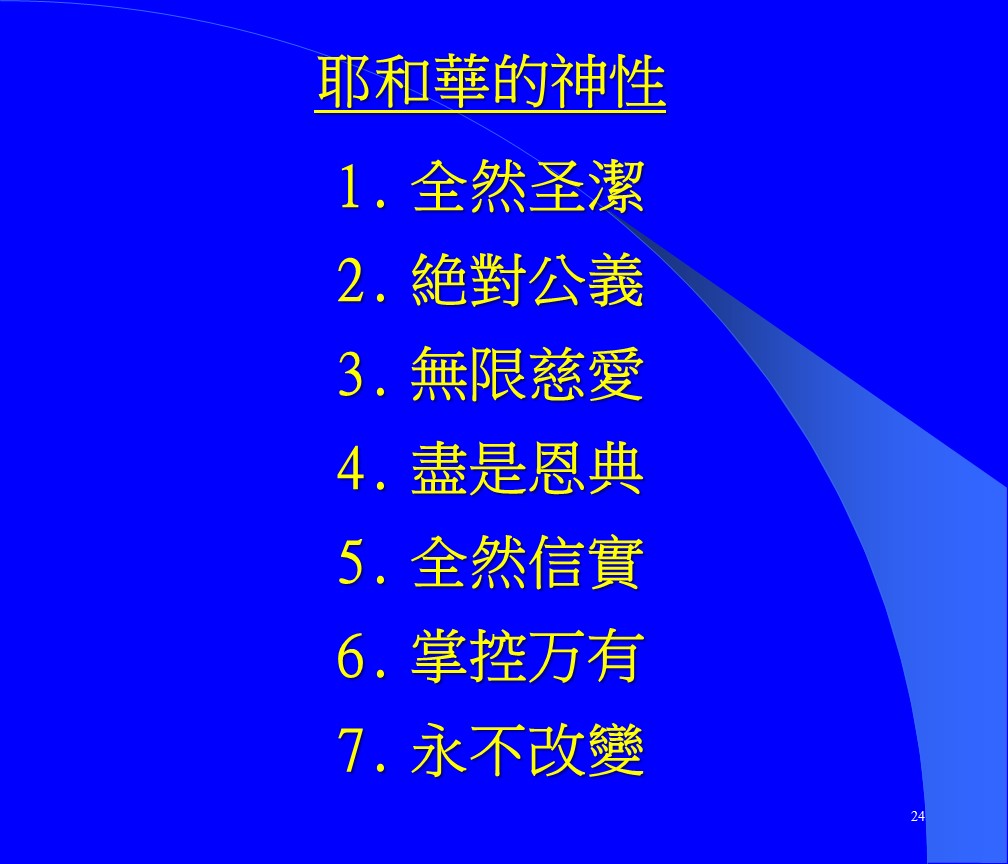 耶和華的神性
1. 全然圣潔
2. 絕對公義
3. 無限慈愛
4. 盡是恩典
5. 全然信實
6. 掌控万有
7. 永不改變
24